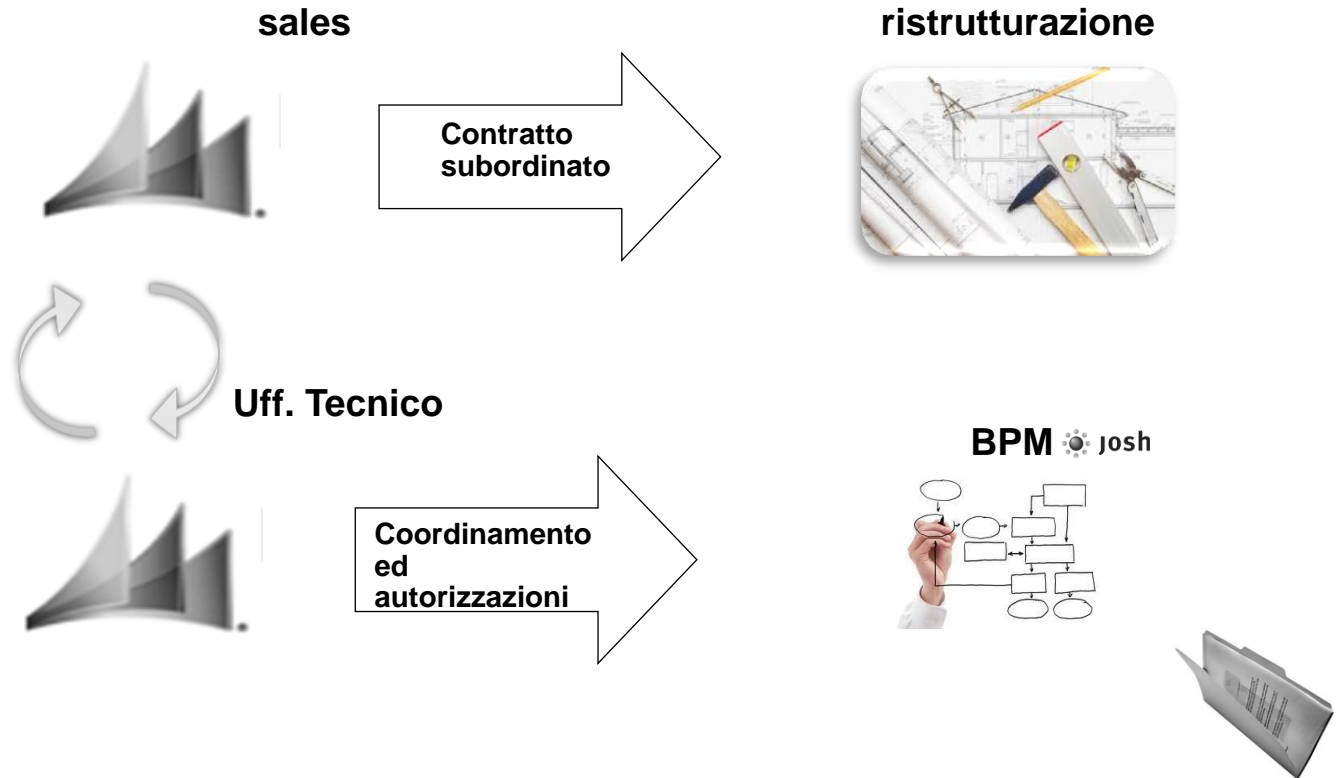 sales
ristrutturazione
Contratto
subordinato
Uff. Tecnico
BPM josh
Coordinamento
ed
autorizzazioni